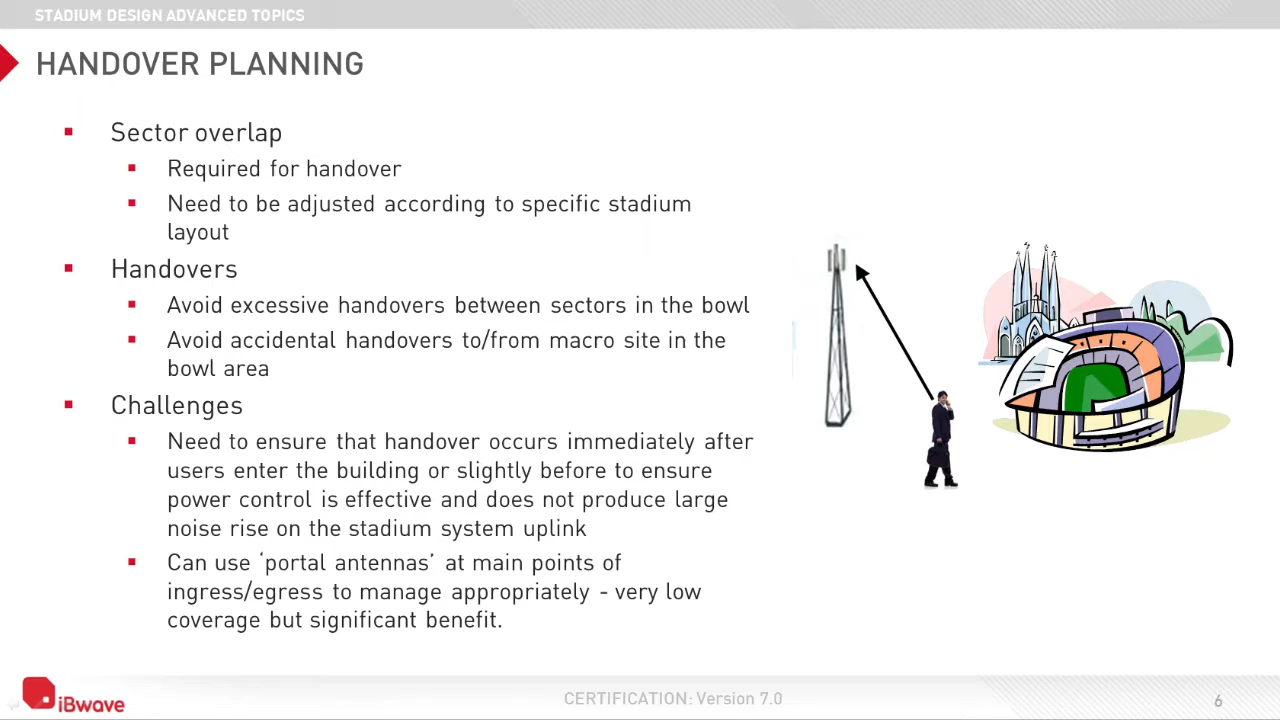 STADIUM DESIGN ADVANCED TOPICS
HANDOVER PLANNING
Sector overlap
Required for handover
Need to be adjusted according to specific stadium
layout
Handovers
Avoid excessive handovers between sectors in the bowl
Avoid accidental handovers to/from macro site in the
bowl area
Challenges
Need to ensure that handover occurs immediately after
users enter the building or slightly before to ensure
power control is effective and does not produce large
noise rise on the stadium system uplink
Can use ‘portal antennas’ at main points of
ingress/egress to manage appropriately - very low
coverage but significant benefit.
iBwave
CERTIFICATION: Version 7.0
6